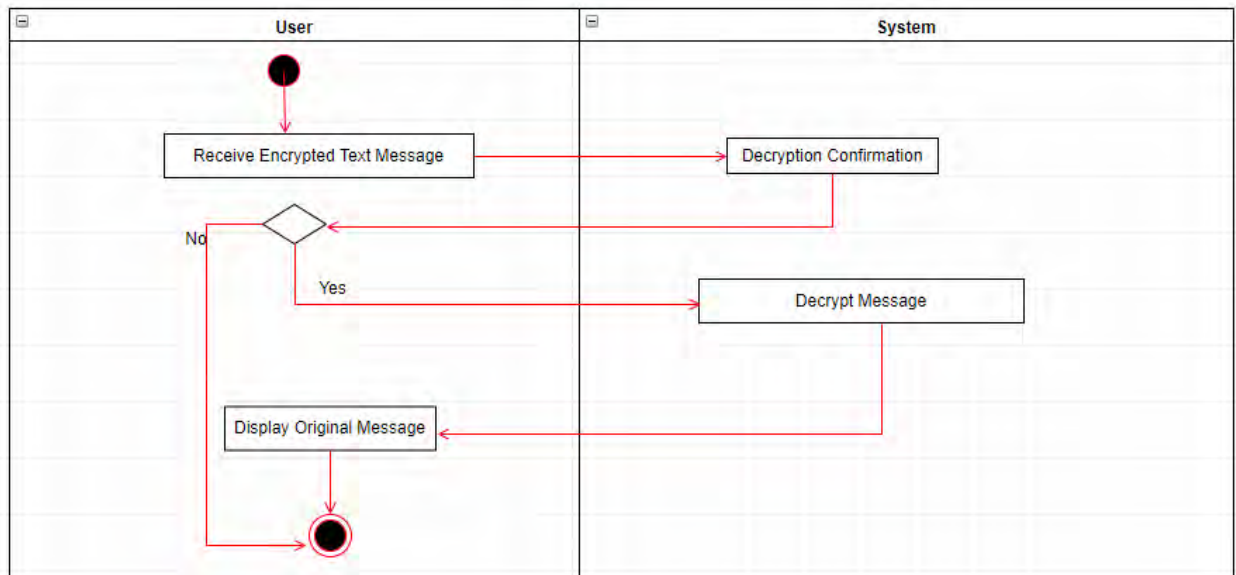 User
System
Receive Encrypted Text Message
Decryption Confirmation
No
Yes
Decrypt Message
Display Original Message